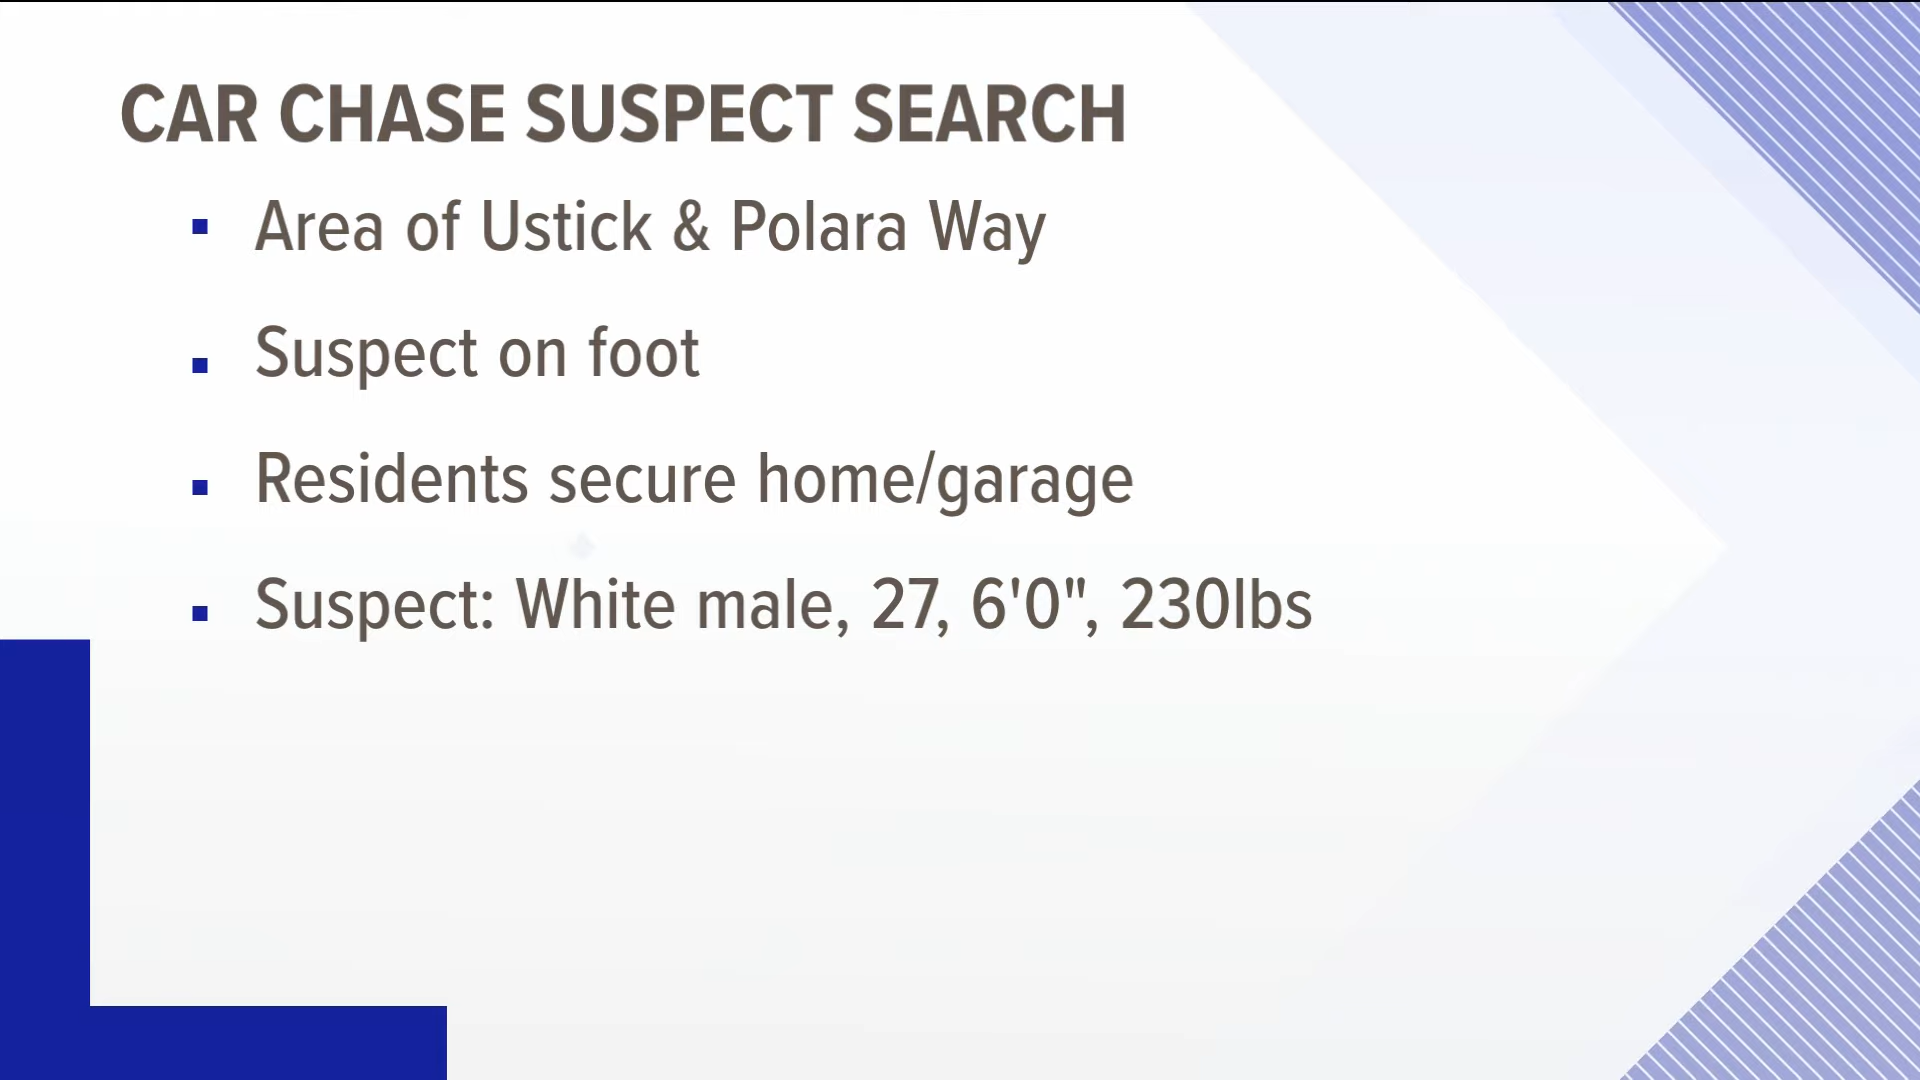 CAR CHASE SUSPECT SEARCH
Area of Ustick & Polara Way
Suspect on foot
Residents secure home/garage
Suspect: White male, 27, 6'0", 230lbs